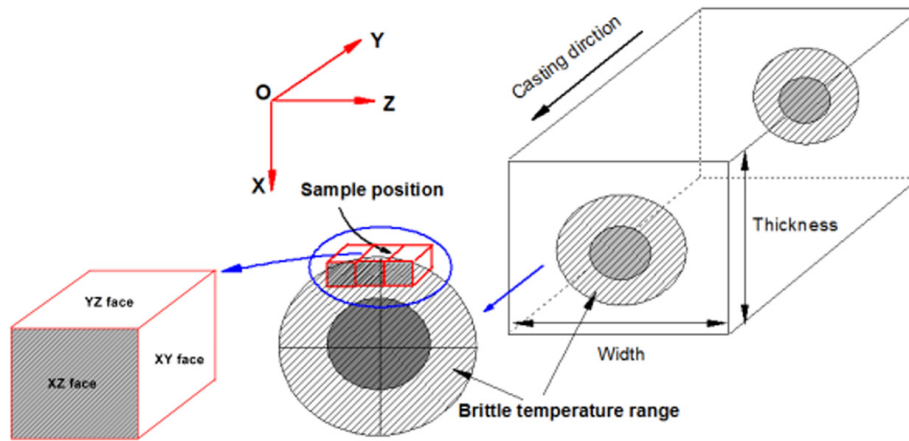 Y
O
Z
X
Casting dirction
Sample position
Thickness
YZ face
XY face
XZ face
Width
Brittle temperature range